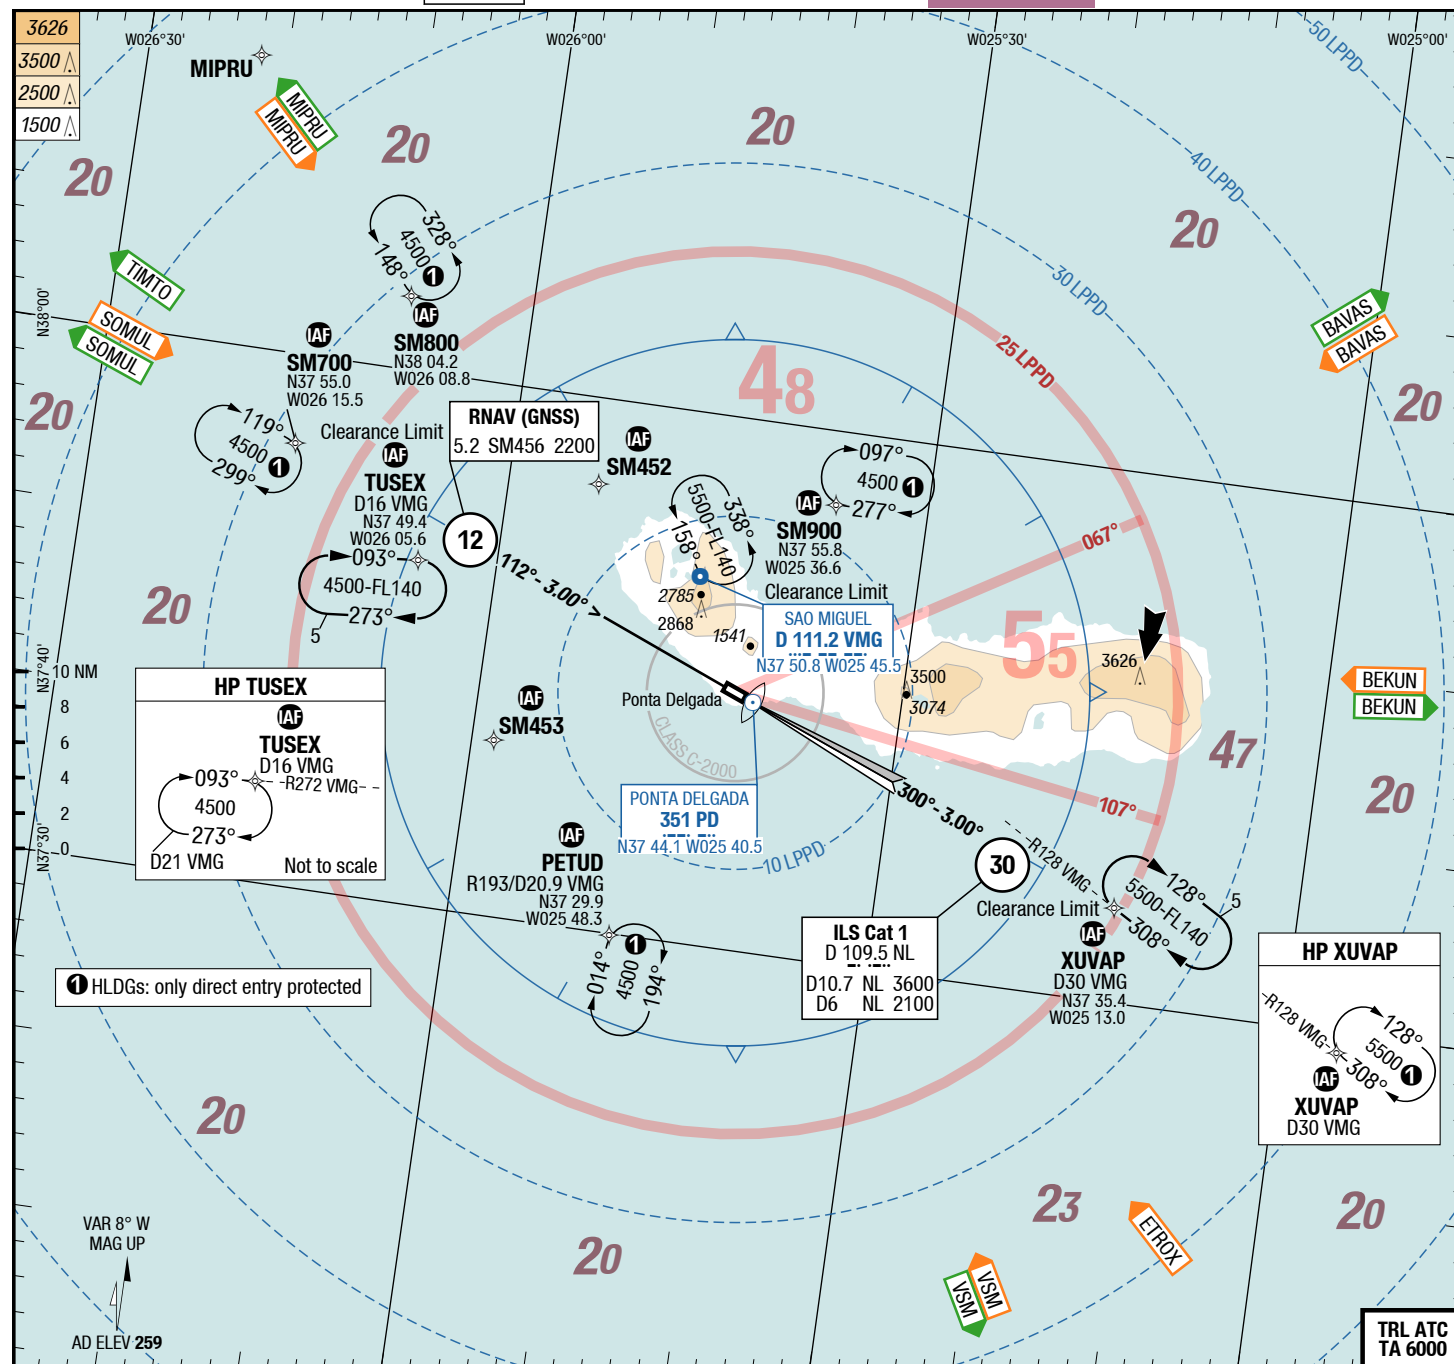 3626
3500
2500
1500
W026°30'
W026°00'
W025°30'
W025°00'
50 LPPD
MIPRU
MIPRU
MIPRU
20
20
20
40 LPPD
20
328°
4500 1
148°
TIMTO
SOMUL
SOMUL
N38°00'
30 LPPD
BAVAS
BAVAS
IAF
SM800
N38 04.2
W026 08.8
IAF
SM700
N37 55.0
W026 15.5
25 LPPD
48
20
20
RNAV (GNSS)
5.2 SM456 2200
119°
4500 1
299°
Clearance Limit
IAF
TUSEX
D16 VMG
N37 49.4
W026 05.6
IAF
SM452
097°
4500 1
277°
IAF
SM900
N37 55.8
W025 36.6
Clearance Limit
338°
5500-FL140
158°
12
112°- 3.00° >
067°
093°
4500-FL140
273°
5
20
2785
2868
1541
SAO MIGUEL
D 111.2 VMG
N37 50.8 W025 45.5
55
3626
3500
3074
N37°40'
10 NM
8
6
4
2
0
N37°30'
HP TUSEX
IAF
TUSEX
D16 VMG
093°
R272 VMG
4500
273°
D21 VMG
Not to scale
IAF
SM453
Ponta Delgada
CLASS C-2000
BEKUN
BEKUN
47
PONTA DELGADA
351 PD
N37 44.1 W025 40.5
10 LPPD
300°- 3.00°
107°
20
IAF
PETUD
R193/D20.9 VMG
N37 29.9
W025 48.3
30
R128 VMG
128°
5500-FL140
308°
5
Clearance Limit
IAF
XUVAP
D30 VMG
N37 35.4
W025 13.0
014°
4500 1
194°
ILS Cat 1
D 109.5 NL
D10.7 NL 3600
D6 NL 2100
1 HLDGs: only direct entry protected
HP XUVAP
R128 VMG
128°
5500 1
308°
IAF
XUVAP
D30 VMG
20
20
23
20
VAR 8° W
MAG UP
AD ELEV 259
ETROX
VSM
VSM
TRL ATC
TA 6000